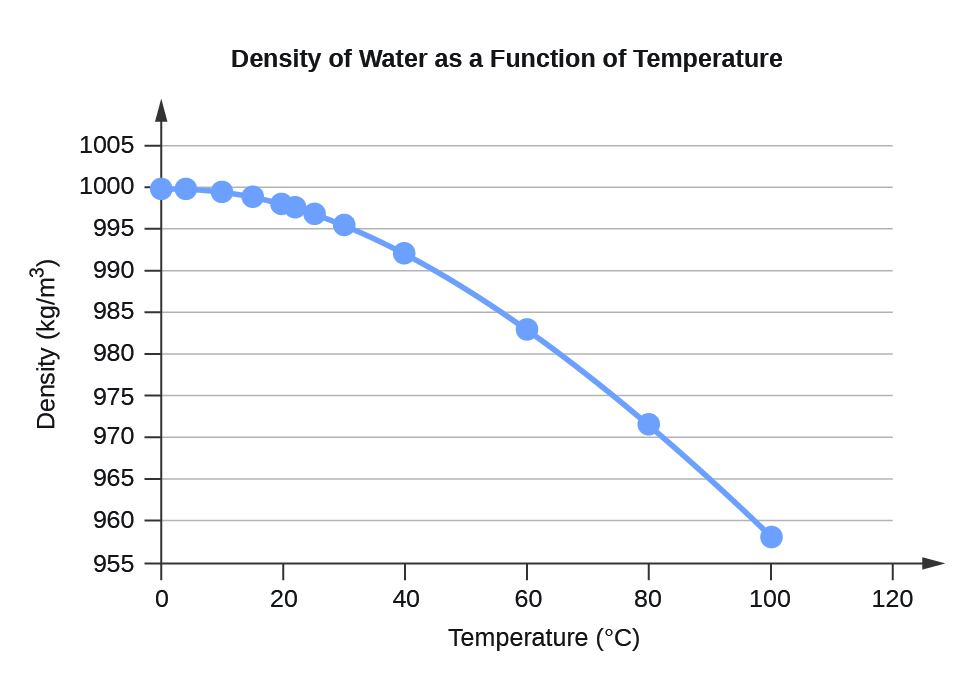 Density of Water as a Function of Temperature
1005
1000
995
990
985
980
975
970
965
960
955
Density (kg/m³)
0 20 40 60 80 100 120
Temperature (°C)